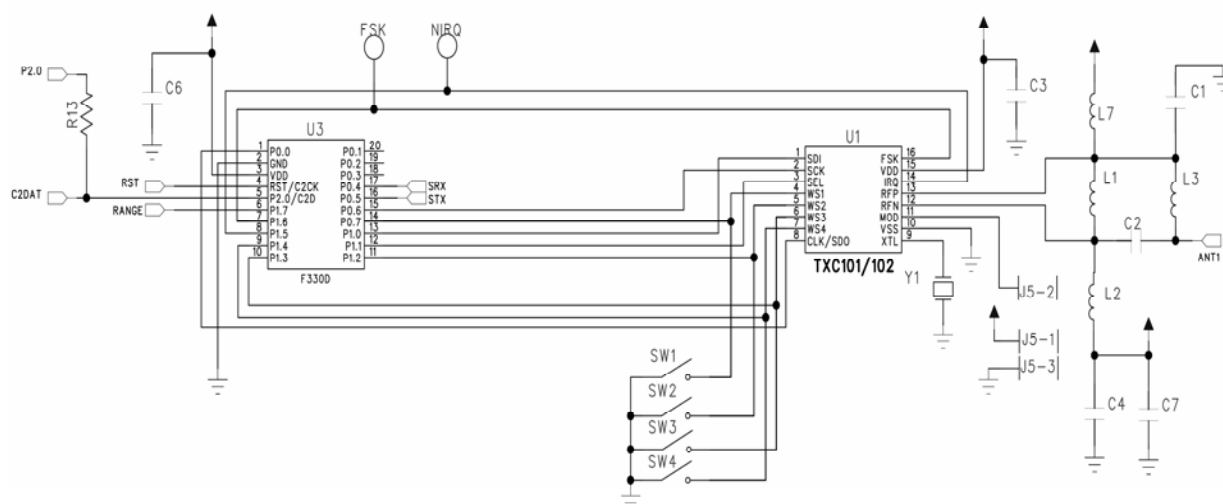 FSK
NIRQ
P2.0
R13
C6
C2DAT
RST
RANGE
U3
1 P0.0
2 GND
3 VDD
4 RST/C2CK
5 P2.0/C2D
6 P1.7
7 P1.6
8 P1.5
9 P1.4
10 P1.3
P0.1 20
P0.2 19
P0.3 18
P0.4 17
P0.5 16
P0.6 15
P0.7 14
P1.0 13
P1.1 12
P1.2 11
F330D
SRX
STX
U1
1 SDI
2 SCK
3 SEL
4 WS1
5 WS2
6 WS3
7 WS4
8 CLK/SDO
FSK 16
VDD 15
IRQ 14
RFP 13
RFN 12
MOD 11
VSS 10
XTL 9
TXC101/102
C3
Y1
J5-2
J5-1
J5-3
L7
C1
L1
L3
C2
ANT1
L2
C4
C7
SW1
SW2
SW3
SW4